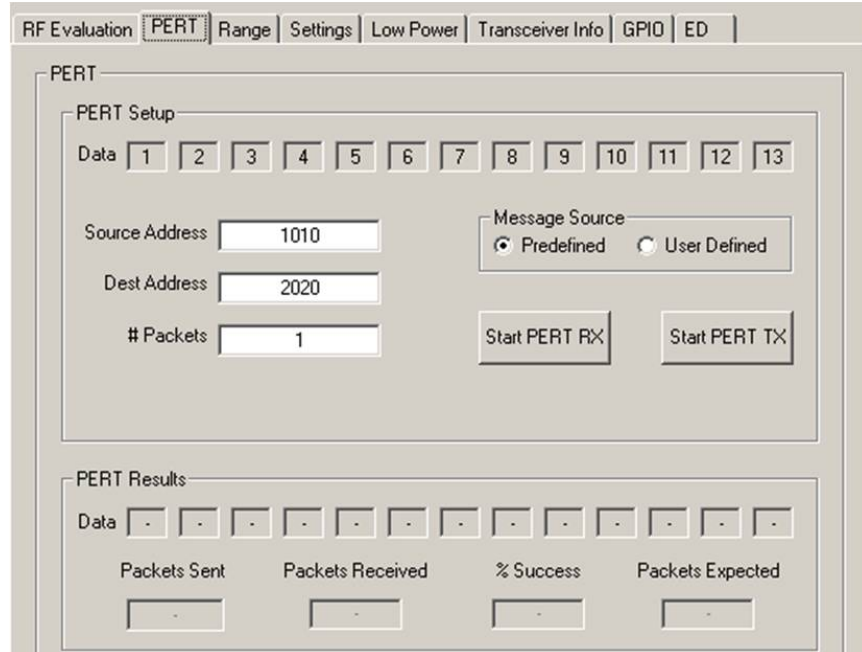 RF Evaluation PERT Range Settings Low Power Transceiver Info GPIO ED
PERT
PERT Setup
Data 1 2 3 4 5 6 7 8 9 10 11 12 13
Source Address 1010
Message Source
Predefined User Defined
Dest Address 2020
# Packets 1
Start PERT RX Start PERT TX
PERT Results
Data - - - - - - - - - - - - -
Packets Sent Packets Received % Success Packets Expected
- - - -